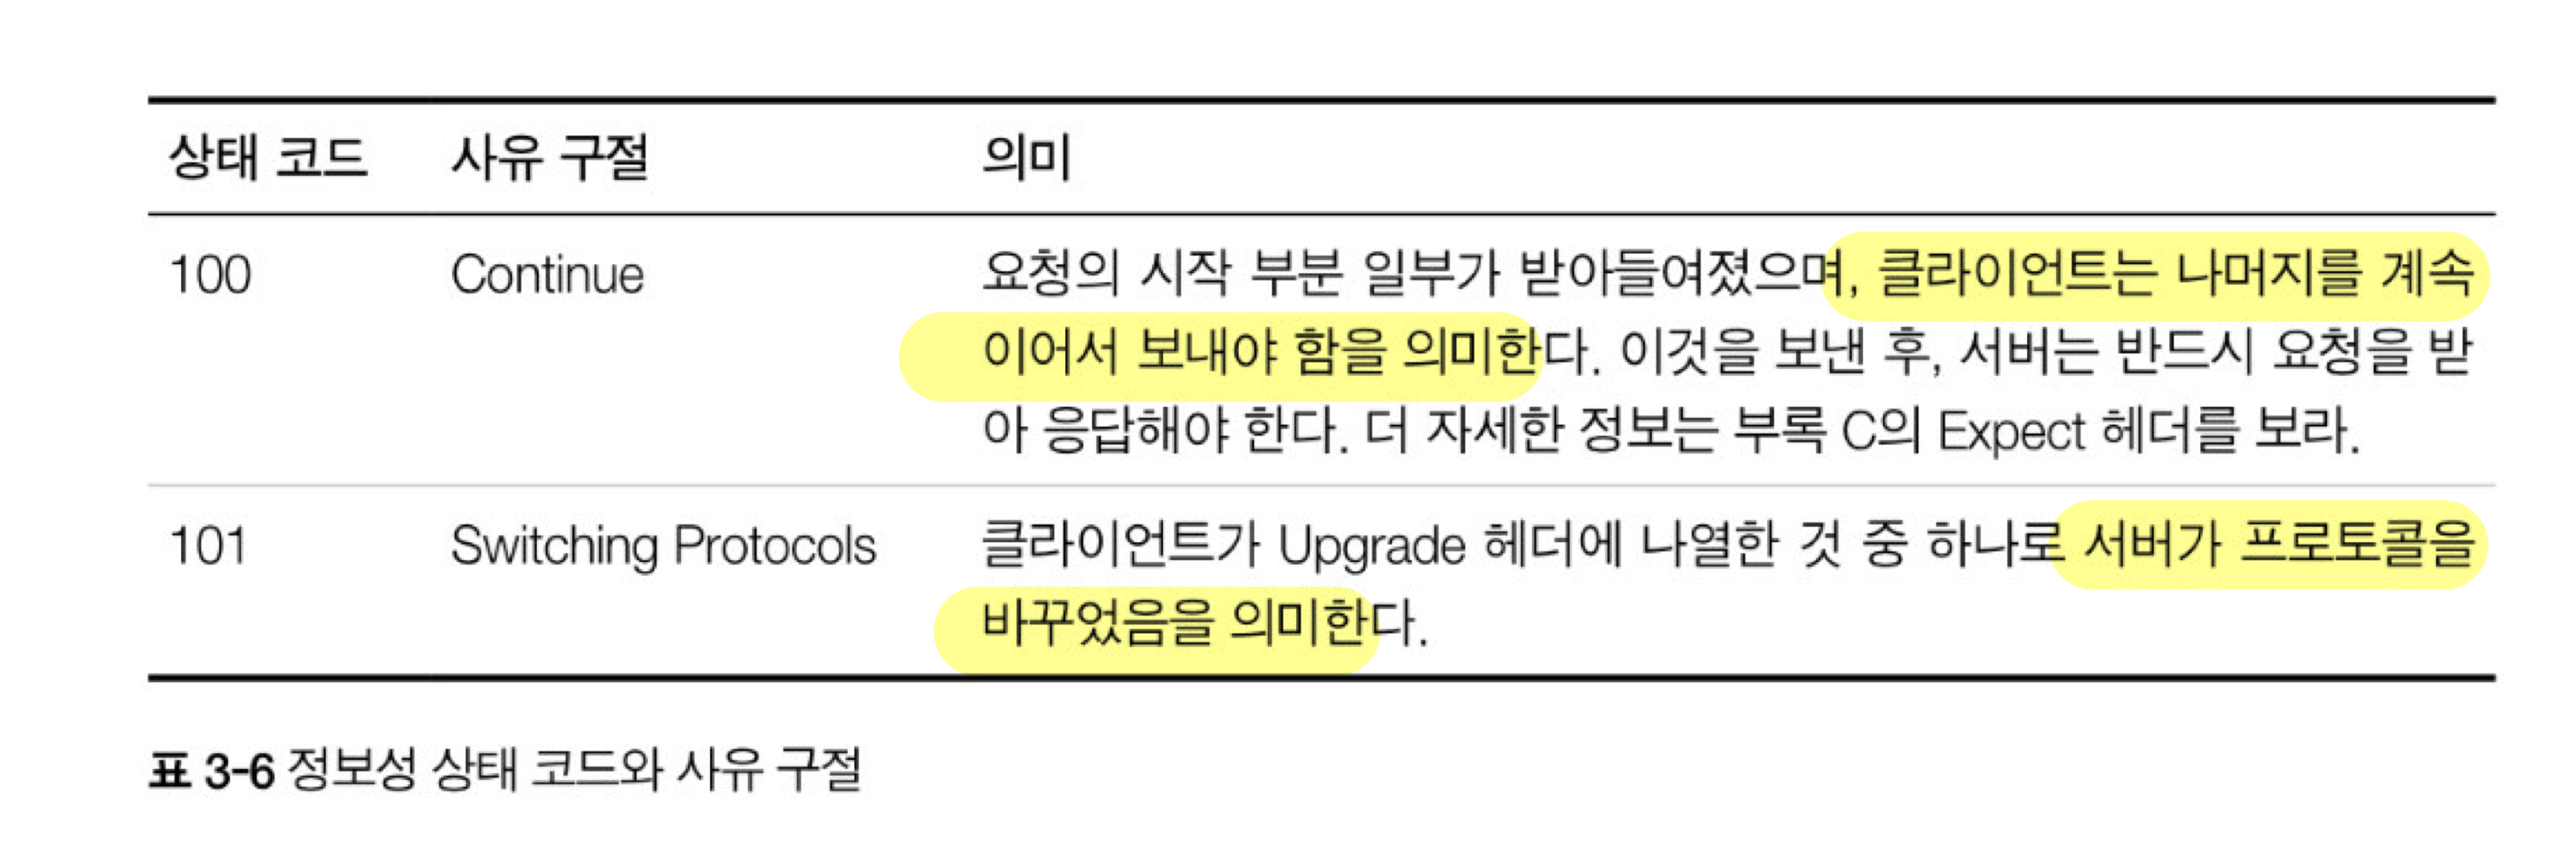 상태 코드 사유 구절 의미
100 Continue 요청의 시작 부분 일부가 받아들여졌으며, 클라이언트는 나머지를 계속
이어서 보내야 함을 의미한다. 이것을 보낸 후, 서버는 반드시 요청을 받
아 응답해야 한다. 더 자세한 정보는 부록 C의 Expect 헤더를 보라.
101 Switching Protocols 클라이언트가 Upgrade 헤더에 나열한 것 중 하나로 서버가 프로토콜을
바꾸었음을 의미한다.
표 3-6 정보성 상태 코드와 사유 구절